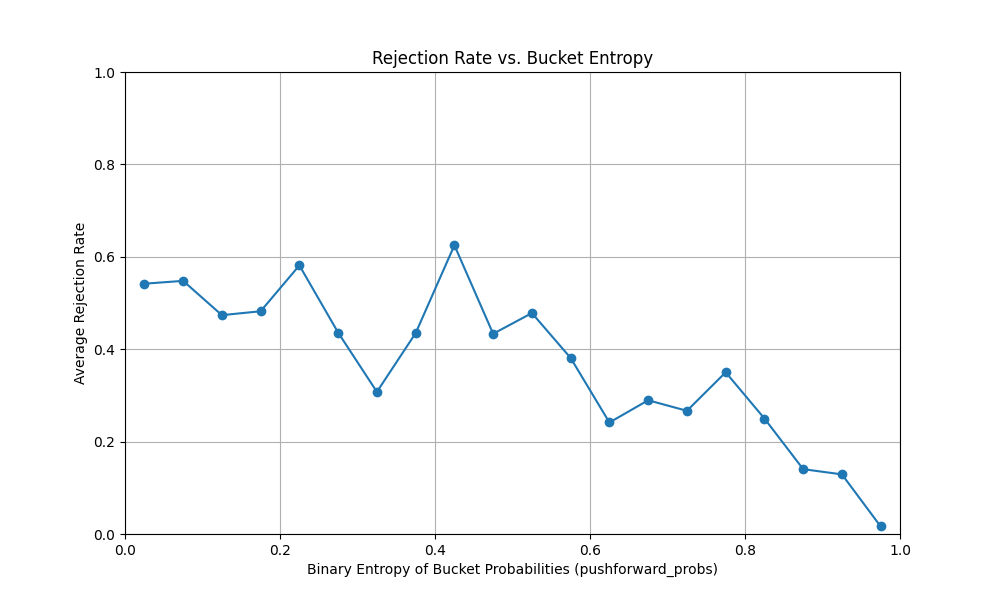 Rejection Rate vs. Bucket Entropy
1.0
0.8
0.6
0.4
0.2
0.0
Average Rejection Rate
0.0 0.2 0.4 0.6 0.8 1.0
Binary Entropy of Bucket Probabilities (pushforward_probs)